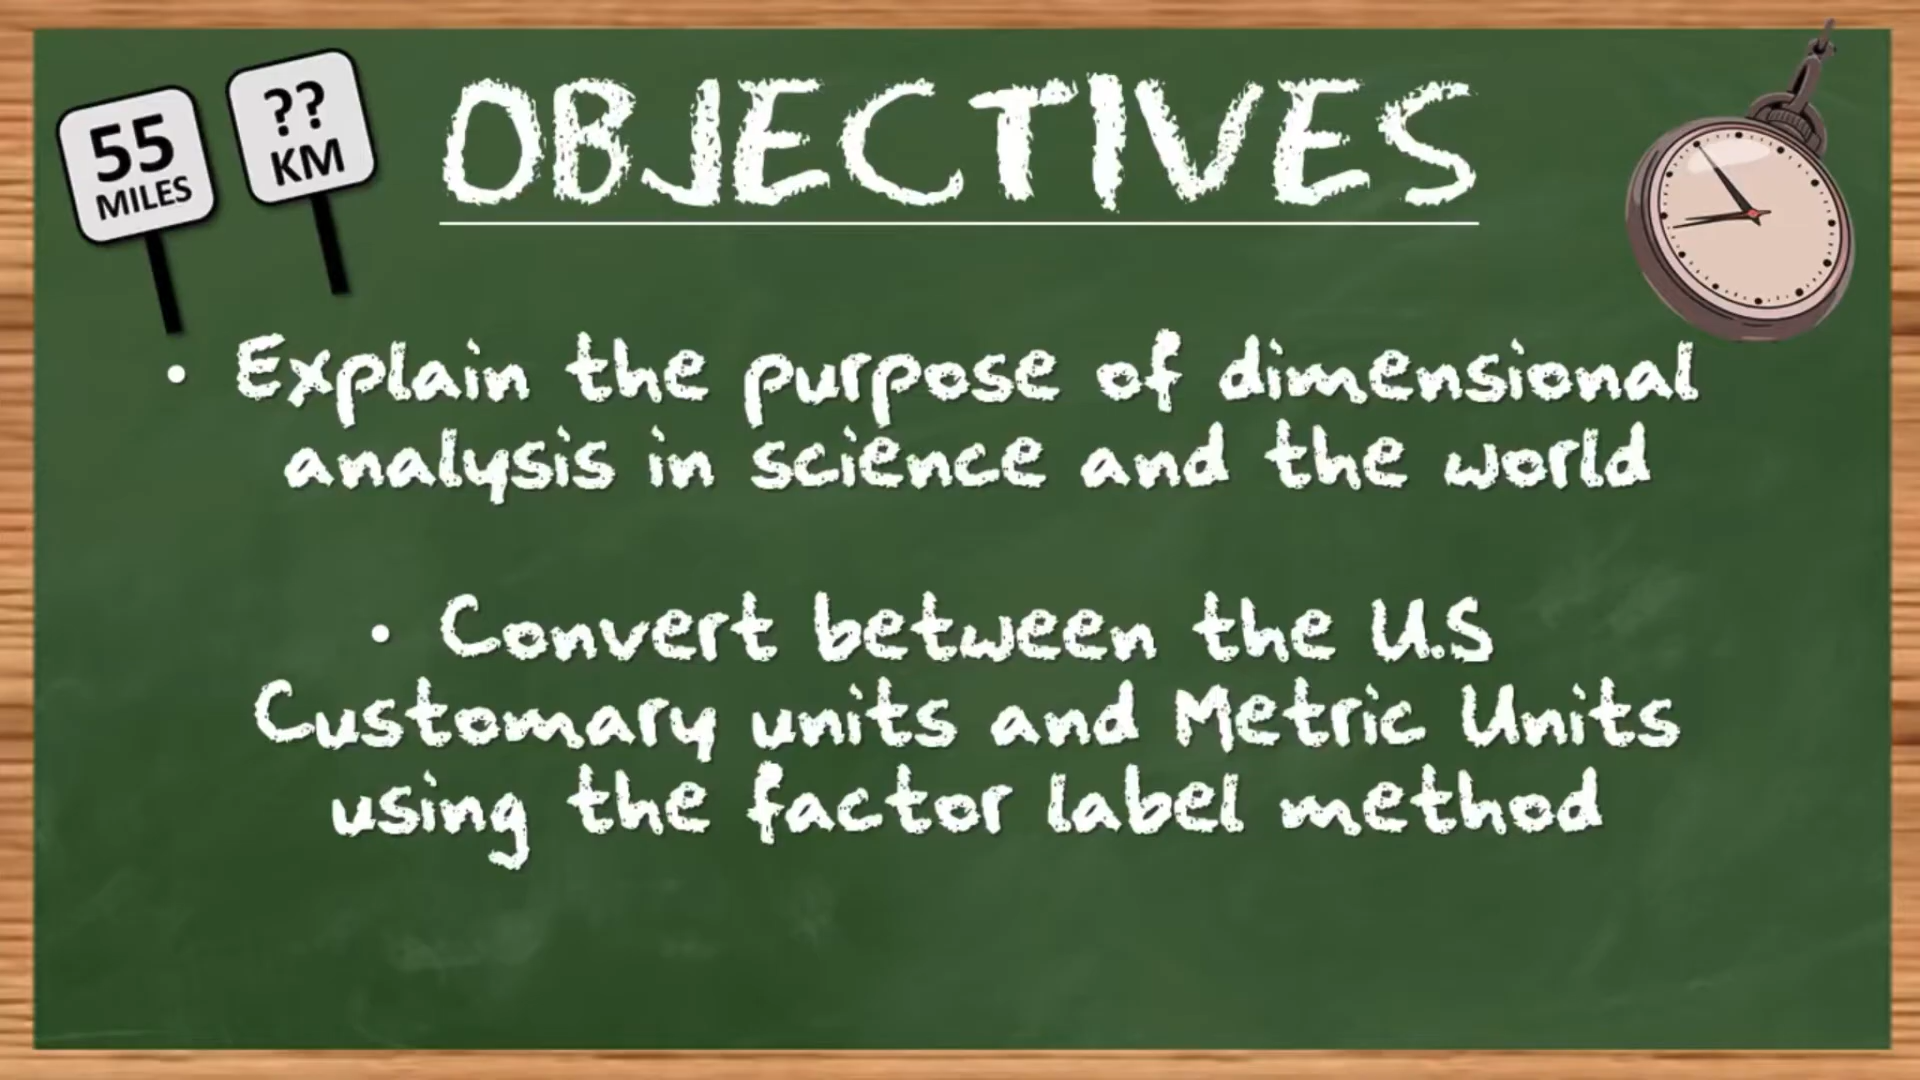 55
MILES
??
KM
OBJECTIVES
• Explain the purpose of dimensional
analysis in science and the world
• Convert between the U.S
Customary units and Metric Units
using the factor label method